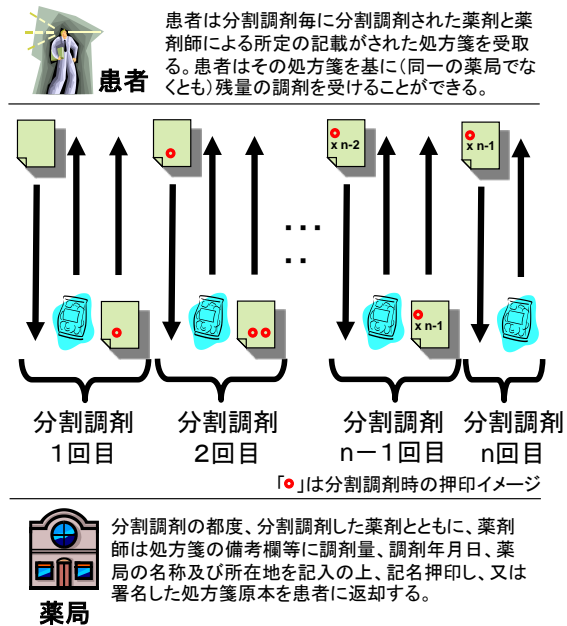 患者は分割調剤毎に分割調剤された薬剤と薬
剤師による所定の記載がされた処方箋を受取
る。患者はその処方箋を基に(同一の薬局でな
くとも)残量の調剤を受けることができる。
患者
x n-2
x n-1
・・・
・・
x n-1
分割調剤
1回目
分割調剤
2回目
分割調剤
n-1回目
分割調剤
n回目
「⚬」は分割調剤時の押印イメージ
分割調剤の都度、分割調剤した薬剤とともに、薬剤
師は処方箋の備考欄等に調剤量、調剤年月日、薬
局の名称及び所在地を記入の上、記名押印し、又は
署名した処方箋原本を患者に返却する。
薬局